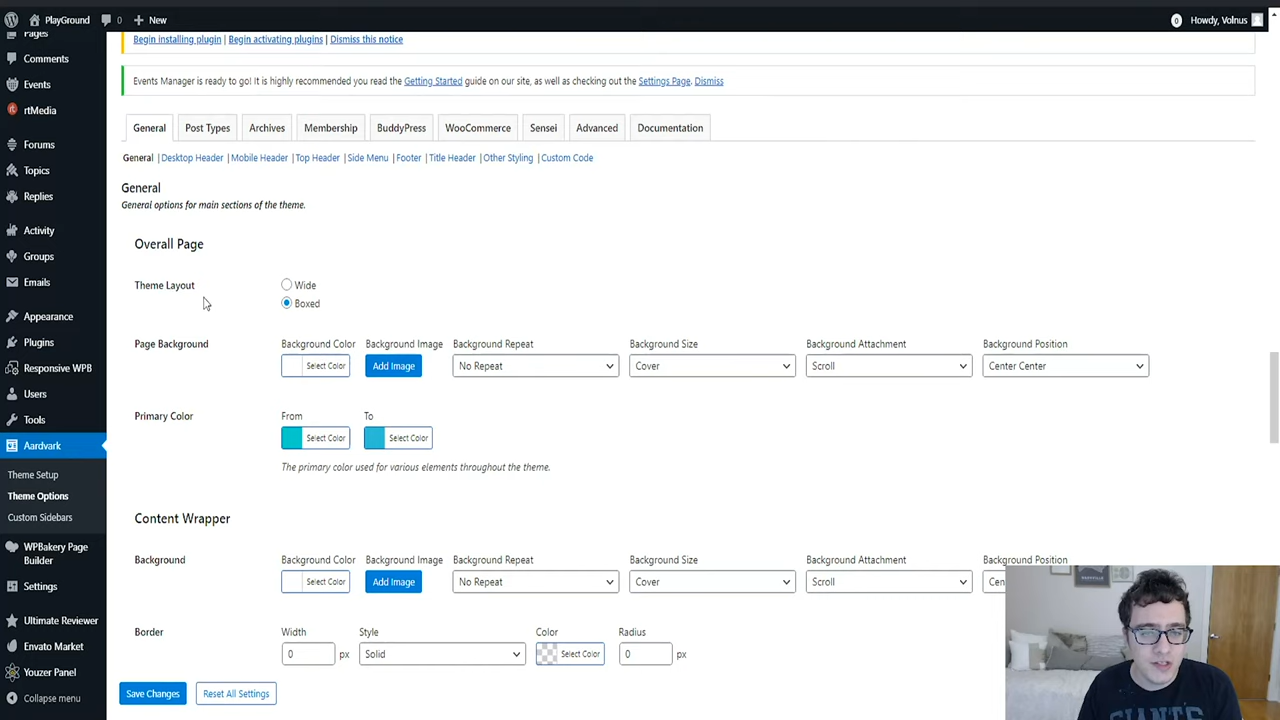 PlayGround 0 New 0 Howdy, Volnus
Pages
Comments
Events
rtMedia
Forums
Topics
Replies
Activity
Groups
Emails
Appearance
Plugins
Responsive WPB
Users
Tools
Aardvark
Theme Setup
Theme Options
Custom Sidebars
WPBakery Page
Builder
Settings
Ultimate Reviewer
Envato Market
Youzer Panel
Collapse menu
Begin installing plugin | Begin activating plugins | Dismiss this notice
Events Manager is ready to go! It is highly recommended you read the Getting Started guide on our site, as well as checking out the Settings Page. Dismiss
General Post Types Archives Membership BuddyPress WooCommerce Sensei Advanced Documentation
General | Desktop Header | Mobile Header | Top Header | Side Menu | Footer | Title Header | Other Styling | Custom Code
General
General options for main sections of the theme.
Overall Page
Theme Layout Wide
Boxed
Page Background Background Color Background Image Background Repeat Background Size Background Attachment Background Position
Select Color Add Image No Repeat Cover Scroll Center Center
Primary Color From To
Select Color Select Color
The primary color used for various elements throughout the theme.
Content Wrapper
Background Background Color Background Image Background Repeat Background Size Background Attachment Background Position
Select Color Add Image No Repeat Cover Scroll Cen
Border Width Style Color Radius
0 px Solid Select Color 0 px
Save Changes Reset All Settings
GIANTS